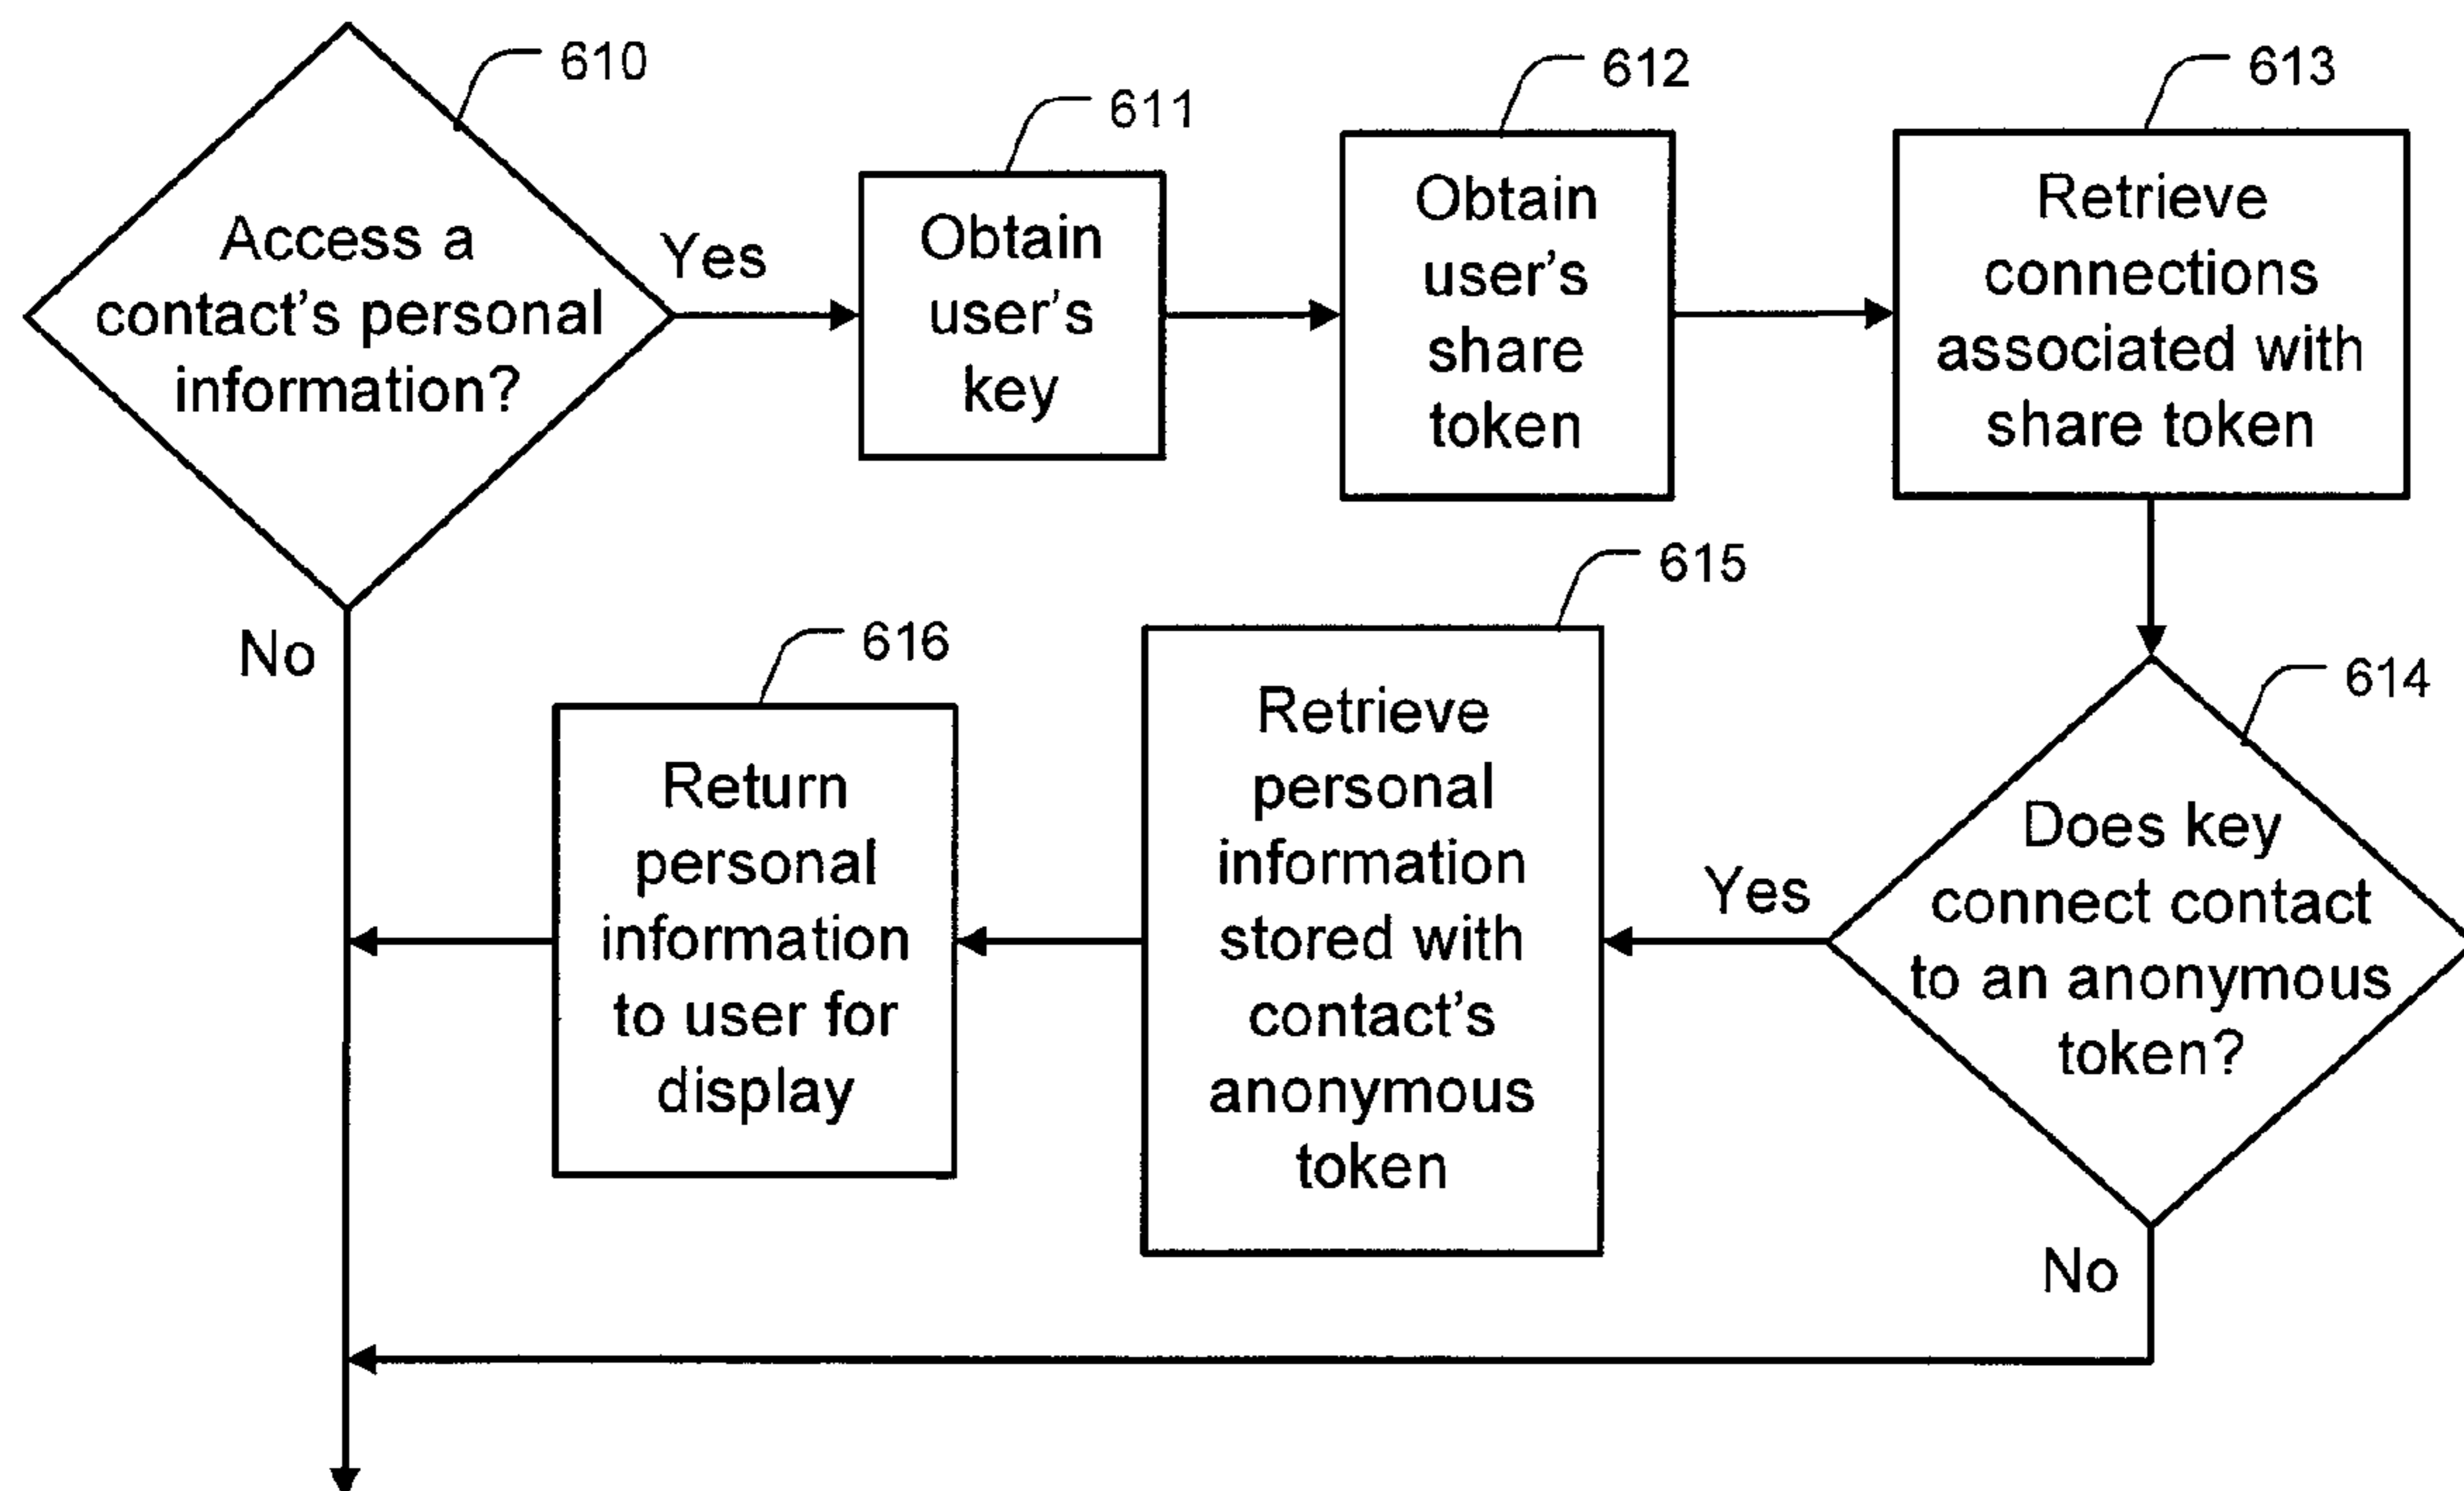 610
Access a
contact's personal
information?
Yes
No
611
Obtain
user's
key
612
Obtain
user's
share
token
613
Retrieve
connections
associated with
share token
614
Does key
connect contact
to an anonymous
token?
Yes
No
615
Retrieve
personal
information
stored with
contact's
anonymous
token
616
Return
personal
information
to user for
display